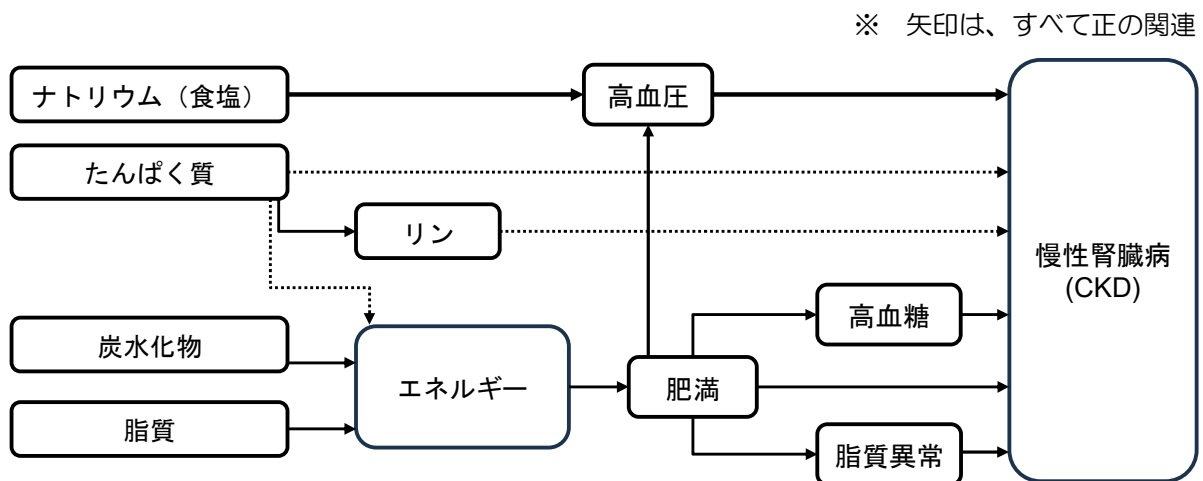 ※　矢印は、すべて正の関連
ナトリウム（食塩）
高血圧
たんぱく質
リン
慢性腎臓病
(CKD)
高血糖
炭水化物
エネルギー
肥満
脂質
脂質異常